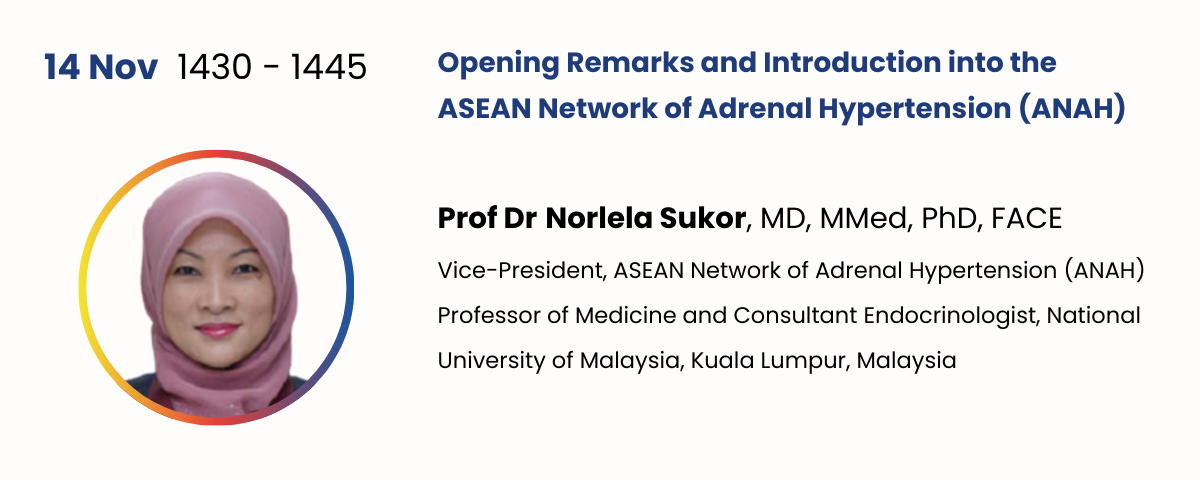 14 Nov 1430 - 1445
Opening Remarks and Introduction into the
ASEAN Network of Adrenal Hypertension (ANAH)
Prof Dr Norlela Sukor, MD, MMed, PhD, FACE
Vice-President, ASEAN Network of Adrenal Hypertension (ANAH)
Professor of Medicine and Consultant Endocrinologist, National
University of Malaysia, Kuala Lumpur, Malaysia